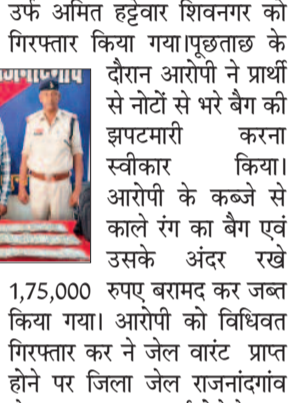 उर्फ अमित हट्टेवार शिवनगर को
गिरफ्तार किया गया।पूछताछ के
दौरान आरोपी ने प्रार्थी
से नोटों से भरे बैग की
झपटमारी करना
स्वीकार किया।
आरोपी के कब्जे से
काले रंग का बैग एवं
उसके अंदर रखे
1,75,000 रुपए बरामद कर जब्त
किया गया। आरोपी को विधिवत
गिरफ्तार कर ने जेल वारंट प्राप्त
होने पर जिला जेल राजनांदगांव